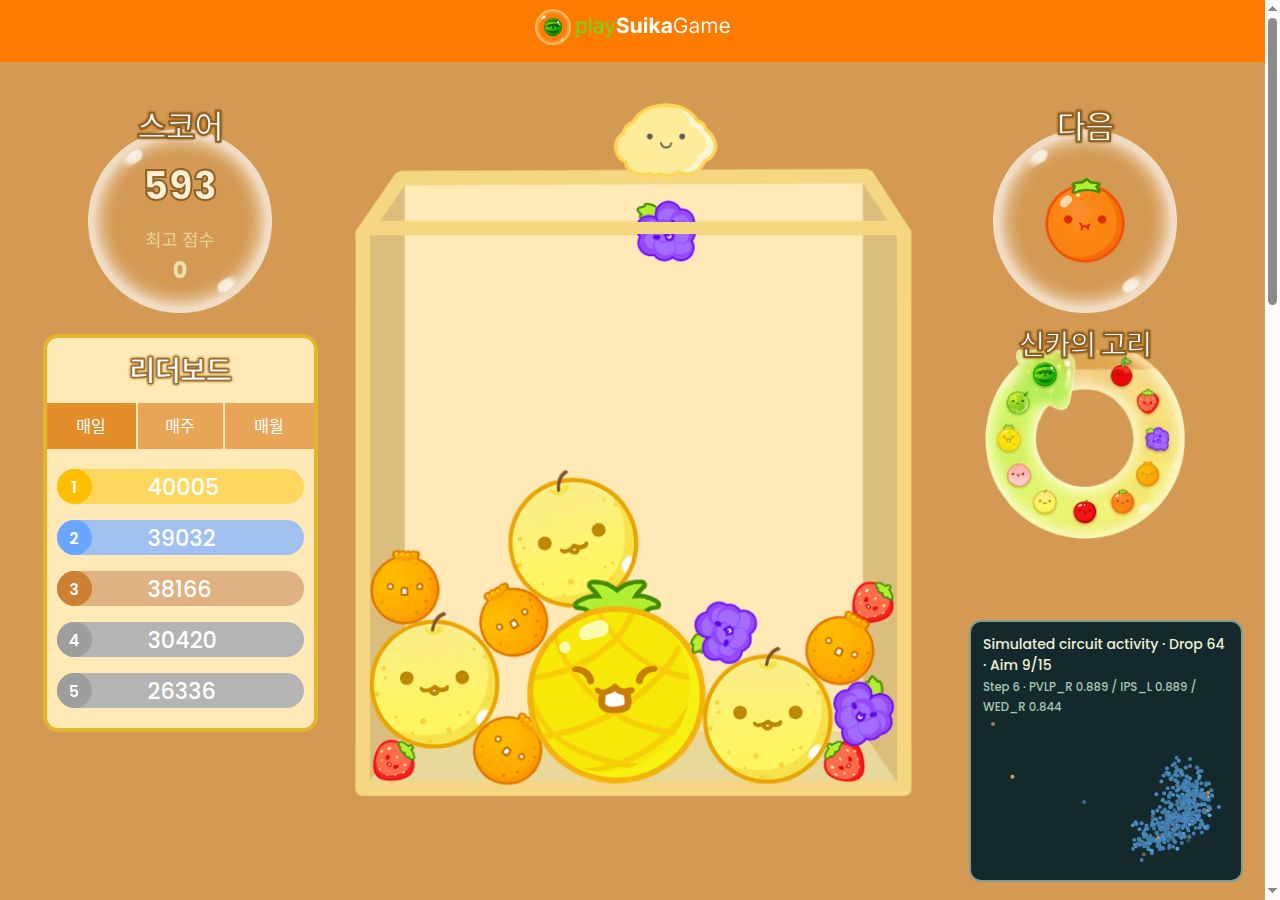 playSuikaGame
스코어
593
최고 점수
0
리더보드
매일 매주 매월
1 40005
2 39032
3 38166
4 30420
5 26336
다음
신카의 고리
Simulated circuit activity · Drop 64
· Aim 9/15
Step 6 · PVLP_R 0.889 / IPS_L 0.889 /
WED_R 0.844